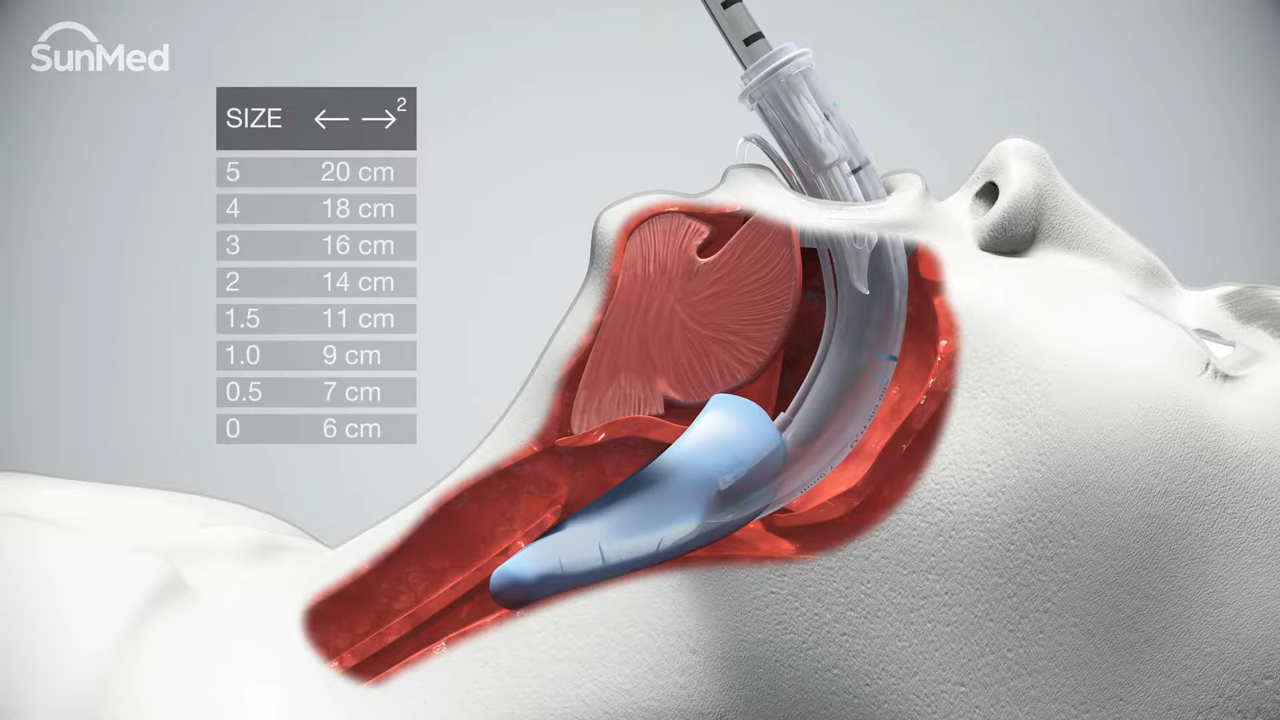 SunMed
SIZE ← →2
5 20 cm
4 18 cm
3 16 cm
2 14 cm
1.5 11 cm
1.0 9 cm
0.5 7 cm
0 6 cm